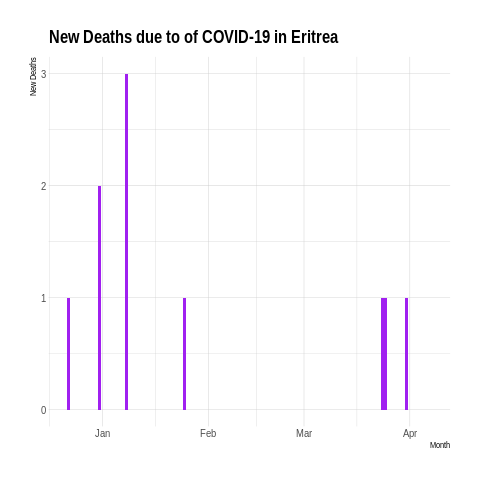 New Deaths due to of COVID-19 in Eritrea
New Deaths
3
2
1
0
Jan Feb Mar Apr
Month